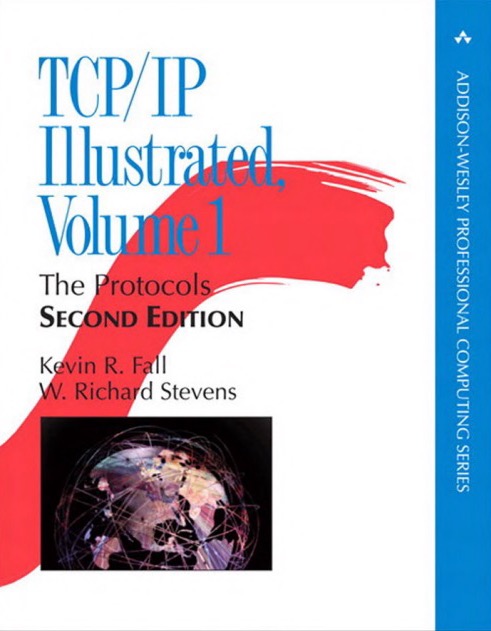 TCP/IP
Illustrated,
Volume 1
The Protocols
SECOND EDITION
Kevin R. Fall
W. Richard Stevens
ADDISON-WESLEY PROFESSIONAL COMPUTING SERIES